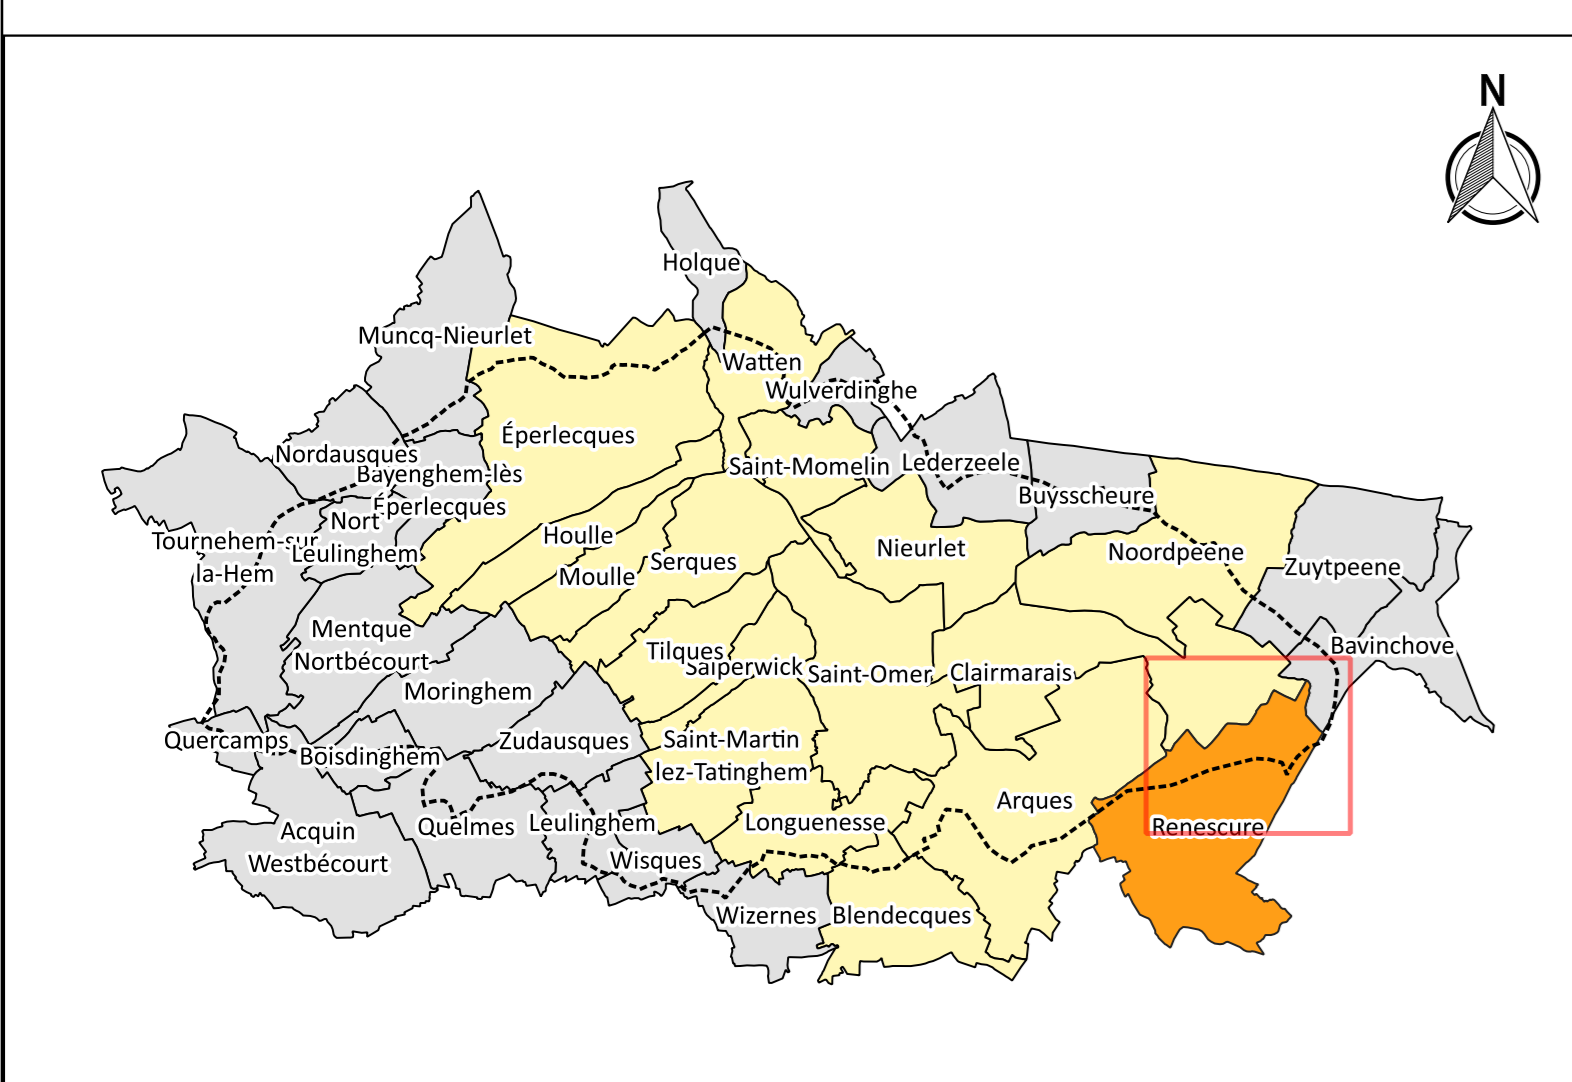 N
Holque
Muncq-Nieurlet
Watten
Wulverdinghe
Éperlecques
Nordausques
Bayenghem-lès
Éperlecques
Saint-Momelin
Lederzeele
Buysscheure
Nort
Leulinghem
Tournehem-sur
la-Hem
Houlle
Moulle
Serques
Nieurlet
Noordpeene
Zuytpeene
Mentque
Nortbécourt
Bavinchove
Tilques
Salperwick
Saint-Omer
Clairmarais
Moringhem
Quercamps
Boisdinghem
Zudausques
Saint-Martin
lez-Tatinghem
Arques
Acquin
Westbécourt
Quelmes
Leulinghem
Longuenesse
Renescure
Wisques
Wizernes
Blendecques